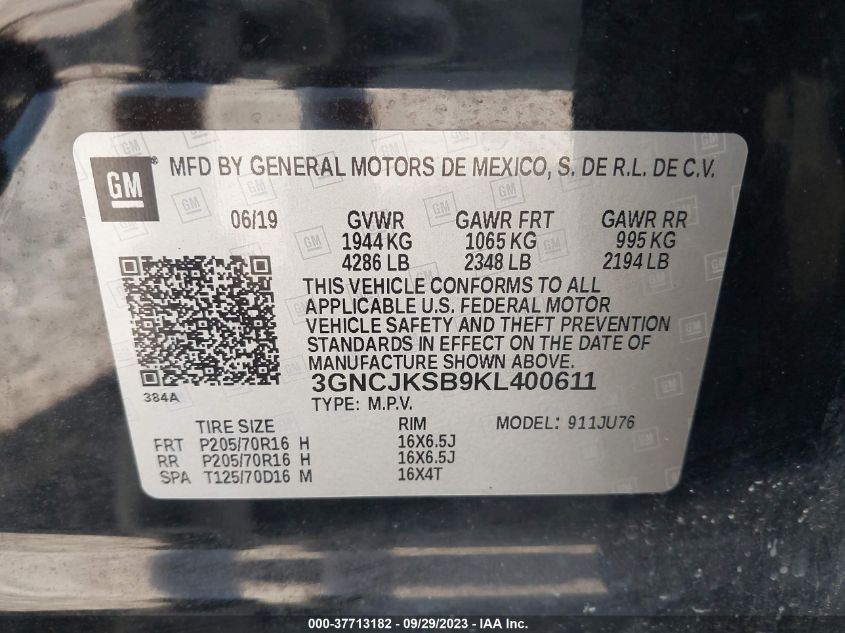 GM® MFD BY GENERAL MOTORS DE MEXICO, S. DE R.L. DE C.V.
06/19 GVWR GAWR FRT GAWR RR
1944 KG 1065 KG 995 KG
4286 LB 2348 LB 2194 LB
THIS VEHICLE CONFORMS TO ALL
APPLICABLE U.S. FEDERAL MOTOR
VEHICLE SAFETY AND THEFT PREVENTION
STANDARDS IN EFFECT ON THE DATE OF
MANUFACTURE SHOWN ABOVE.
3GNCJKSB9KL400611
384A
TYPE: M.P.V.
TIRE SIZE RIM MODEL: 911JU76
FRT P205/70R16 H 16X6.5J
RR P205/70R16 H 16X6.5J
SPA T125/70D16 M 16X4T
000-37713182 - 09/29/2023 - IAA Inc.